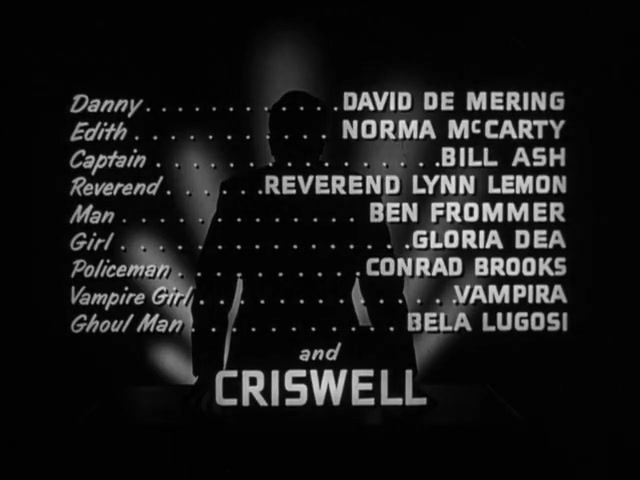 Danny . . . . . . . . . . . . DAVID DE MERING
Edith . . . . . . . . . . . . NORMA McCARTY
Captain . . . . . . . . . . . . . . . . . BILL ASH
Reverend . . . . . . REVEREND LYNN LEMON
Man . . . . . . . . . . . . . . . BEN FROMMER
Girl . . . . . . . . . . . . . . . . . . GLORIA DEA
Policeman . . . . . . . . . . . CONRAD BROOKS
Vampire Girl . . . . . . . . . . . . . . . VAMPIRA
Ghoul Man . . . . . . . . . . . . BELA LUGOSI
and
CRISWELL